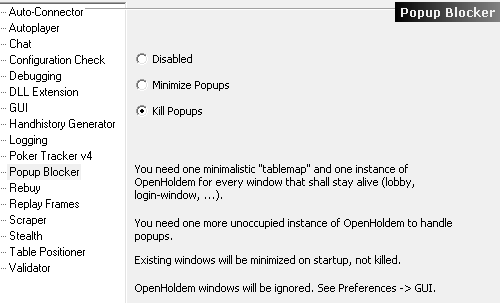 Popup Blocker
Auto-Connector
Autoplayer
Chat
Configuration Check
Debugging
DLL Extension
GUI
Handhistory Generator
Logging
Poker Tracker v4
Popup Blocker
Rebuy
Replay Frames
Scraper
Stealth
Table Positioner
Validator
Disabled
Minimize Popups
Kill Popups
You need one minimalistic "tablemap" and one instance of
OpenHoldem for every window that shall stay alive (lobby,
login-window, ...).
You need one more unoccupied instance of OpenHoldem to handle
popups.
Existing windows will be minimized on startup, not killed.
OpenHoldem windows will be ignored. See Preferences -> GUI.